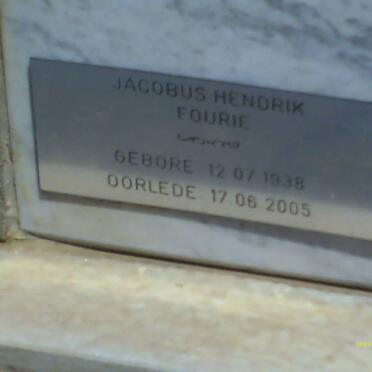 JACOBUS HENDRIK
FOURIE
GEBORE 12 07 1938
OORLEDE 17.06 2005